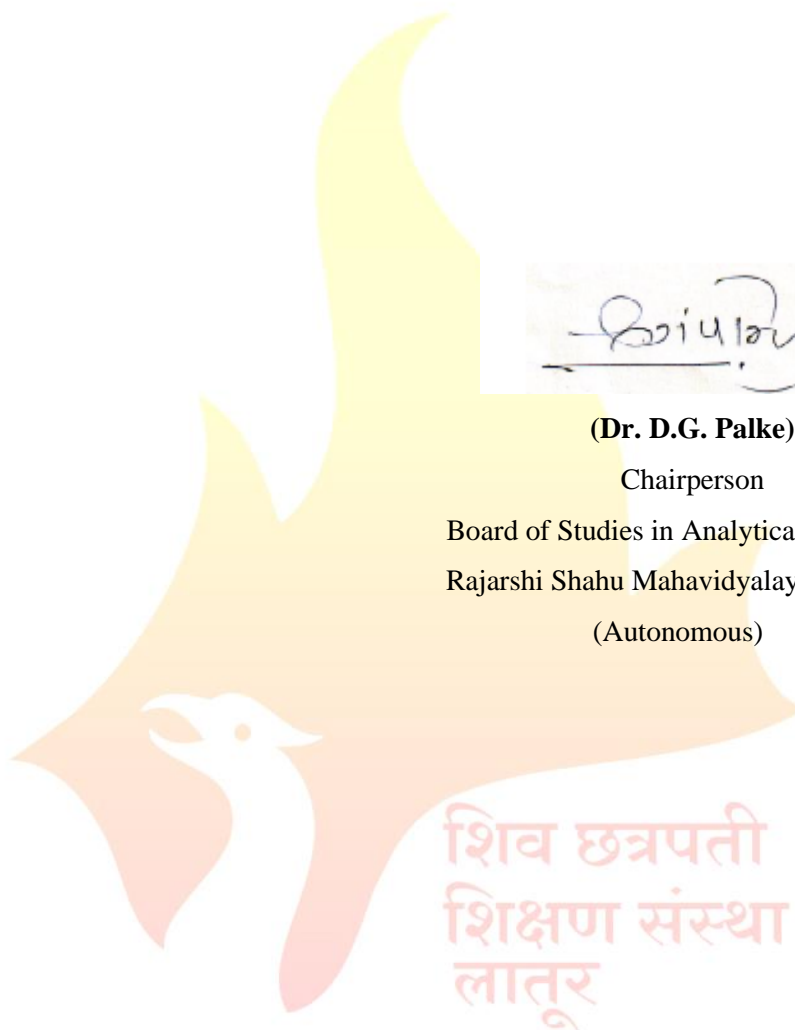 (Dr. D.G. Palke)
Chairperson
Board of Studies in Analytica
Rajarshi Shahu Mahavidyalay
(Autonomous)
शिव छत्रपती
शिक्षण संस्था
लातूर